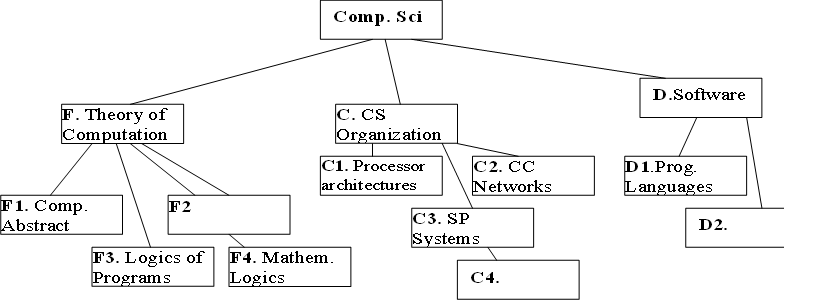 Comp. Sci
F. Theory of
Computation
C. CS
Organization
D.Software
C1. Processor
architectures
C2. CC
Networks
D1.Prog.
Languages
F1. Comp.
Abstract
F2
C3. SP
Systems
D2.
F3. Logics of
Programs
F4. Mathem.
Logics
C4.